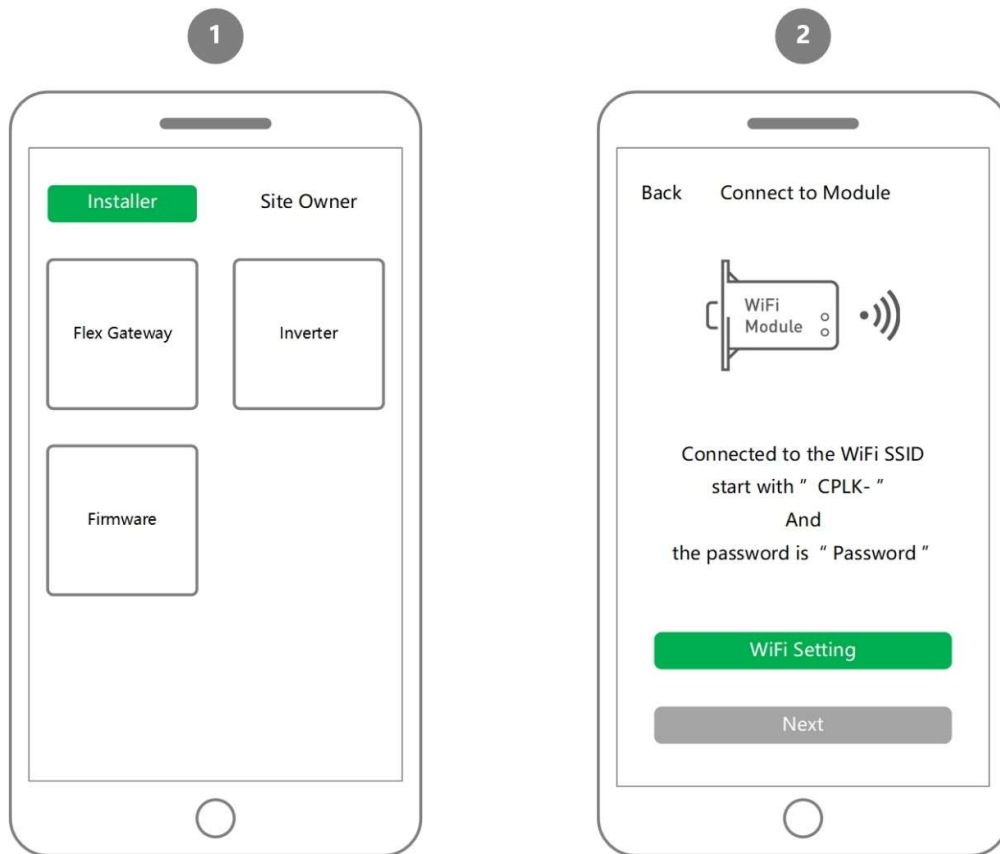 1
Installer Site Owner
Flex Gateway Inverter
Firmware
2
Back Connect to Module
WiFi
Module
Connected to the WiFi SSID
start with " CPLK- "
And
the password is " Password "
WiFi Setting
Next